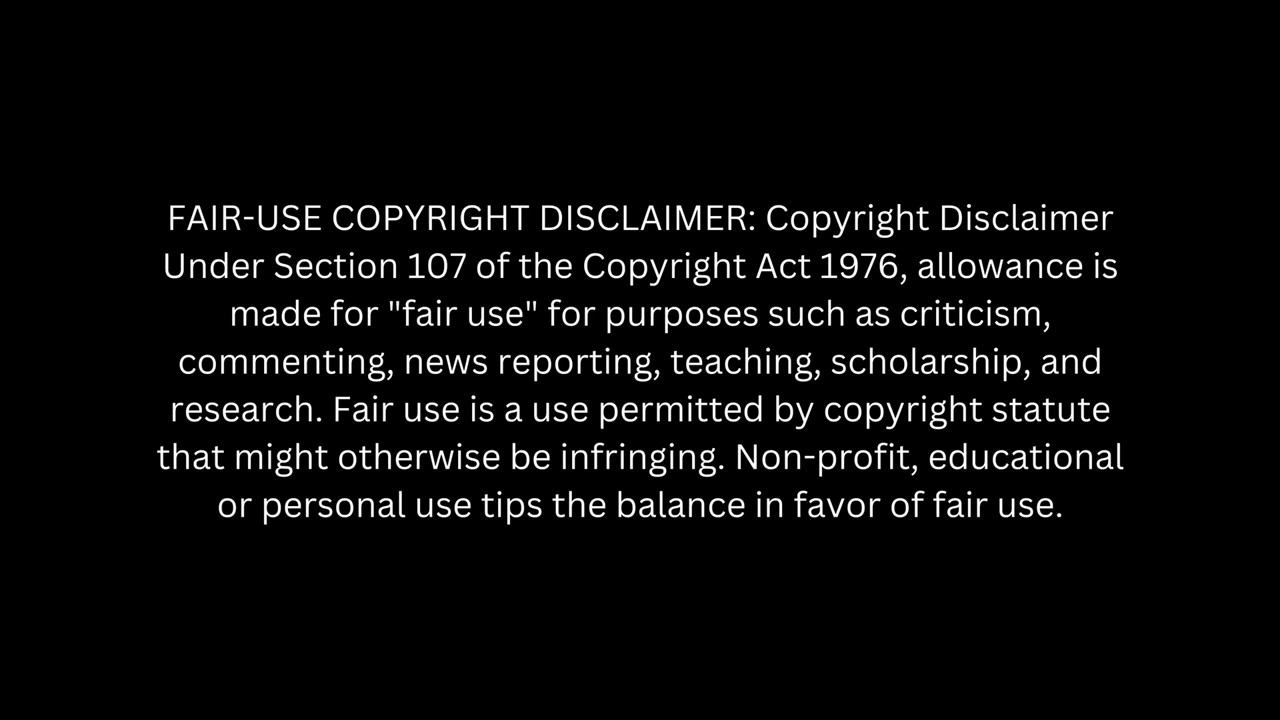 FAIR-USE COPYRIGHT DISCLAIMER: Copyright Disclaimer
Under Section 107 of the Copyright Act 1976, allowance is
made for "fair use" for purposes such as criticism,
commenting, news reporting, teaching, scholarship, and
research. Fair use is a use permitted by copyright statute
that might otherwise be infringing. Non-profit, educational
or personal use tips the balance in favor of fair use.